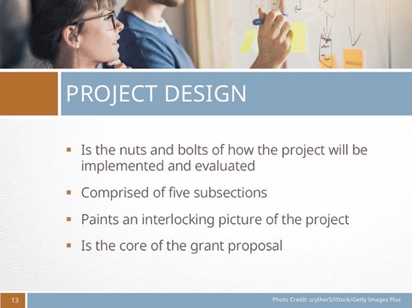 PROJECT DESIGN
▪ Is the nuts and bolts of how the project will be
implemented and evaluated
▪ Comprised of five subsections
▪ Paints an interlocking picture of the project
▪ Is the core of the grant proposal
13
Photo Credit: scyther5/iStock/Getty Images Plus